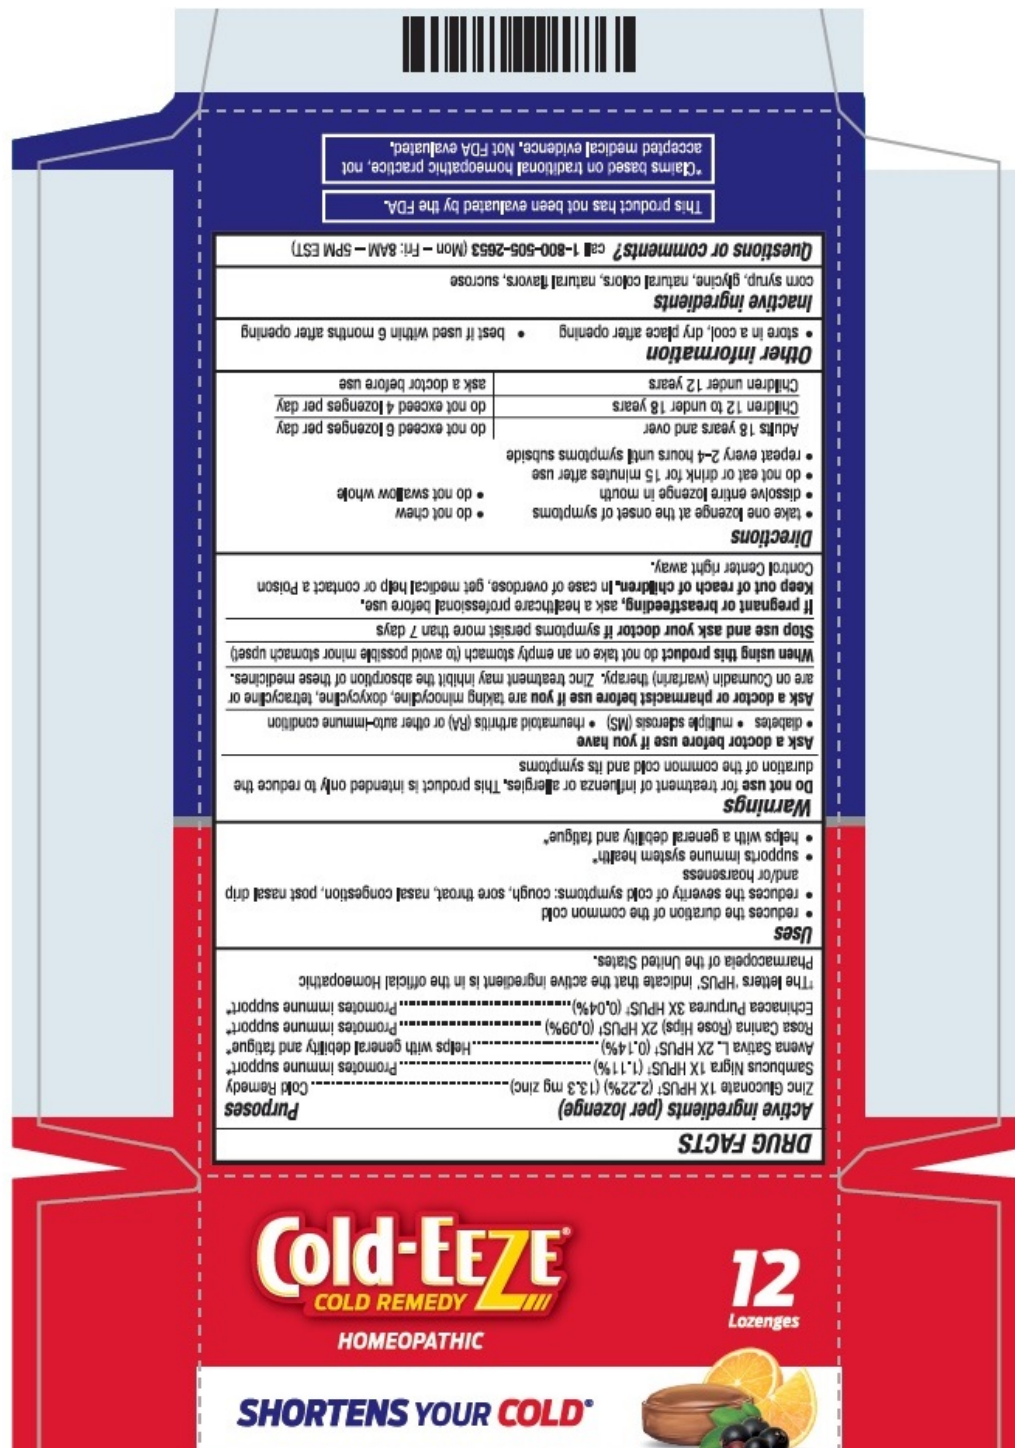 DRUG FACTS
Active ingredients (per lozenge) Purposes
Zinc Gluconate 1X HPUS† (2.22%) (13.3 mg zinc) Cold Remedy
Sambucus Nigra 1X HPUS† (1.11%) Promotes immune support*
Avena Sativa L. 2X HPUS† (0.14%) Helps with general debility and fatigue*
Rosa Canina (Rose Hips) 2X HPUS† (0.09%) Promotes immune support*
Echinacea Purpurea 3X HPUS† (0.04%) Promotes immune support*
†The letters 'HPUS' indicate that the active ingredient is in the official Homeopathic
Pharmacopeia of the United States.
Uses
• reduces the duration of the common cold
• reduces the severity of cold symptoms: cough, sore throat, nasal congestion, post nasal drip
and/or hoarseness
• supports immune system health*
• helps with a general debility and fatigue*
Warnings
Do not use for treatment of influenza or allergies. This product is intended only to reduce the
duration of the common cold and its symptoms
Ask a doctor before use if you have
• diabetes • multiple sclerosis (MS) • rheumatoid arthritis (RA) or other auto-immune condition
Ask a doctor or pharmacist before use if you are taking minocycline, doxycycline, tetracycline or
are on Coumadin (warfarin) therapy. Zinc treatment may inhibit the absorption of these medicines.
When using this product do not take on an empty stomach (to avoid possible minor stomach upset)
Stop use and ask your doctor if symptoms persist more than 7 days
If pregnant or breastfeeding, ask a healthcare professional before use.
Keep out of reach of children. In case of overdose, get medical help or contact a Poison
Control Center right away.
Directions
• take one lozenge at the onset of symptoms • do not chew
• dissolve entire lozenge in mouth • do not swallow whole
• do not eat or drink for 15 minutes after use
• repeat every 2–4 hours until symptoms subside
Adults 18 years and over do not exceed 6 lozenges per day
Children 12 to under 18 years do not exceed 4 lozenges per day
Children under 12 years ask a doctor before use
Other information
• store in a cool, dry place after opening • best if used within 6 months after opening
Inactive ingredients
corn syrup, glycine, natural colors, natural flavors, sucrose
Questions or comments? call 1-800-505-2653 (Mon – Fri: 8AM – 5PM EST)
This product has not been evaluated by the FDA.
*Claims based on traditional homeopathic practice, not
accepted medical evidence. Not FDA evaluated.
Cold-EEZE®
COLD REMEDY
HOMEOPATHIC
12
Lozenges
SHORTENS YOUR COLD®